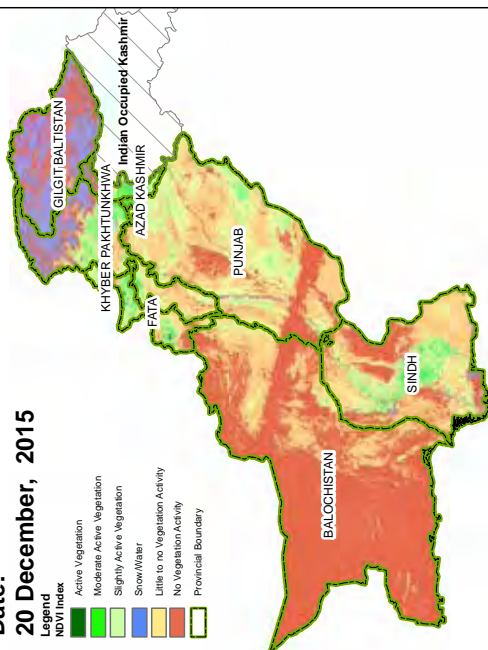 Date:
20 December, 2015
Legend
NDVI Index
Active Vegetation
Moderate Active Vegetation
Slightly Active Vegetation
Snow/Water
Little to no Vegetation Activity
No Vegetation Activity
Provincial Boundary
GILGIT BALTISTAN
Indian Occupied Kashmir
KHYBER PAKHTUNKHWA
AZAD KASHMIR
FATA
PUNJAB
SINDH
BALOCHISTAN